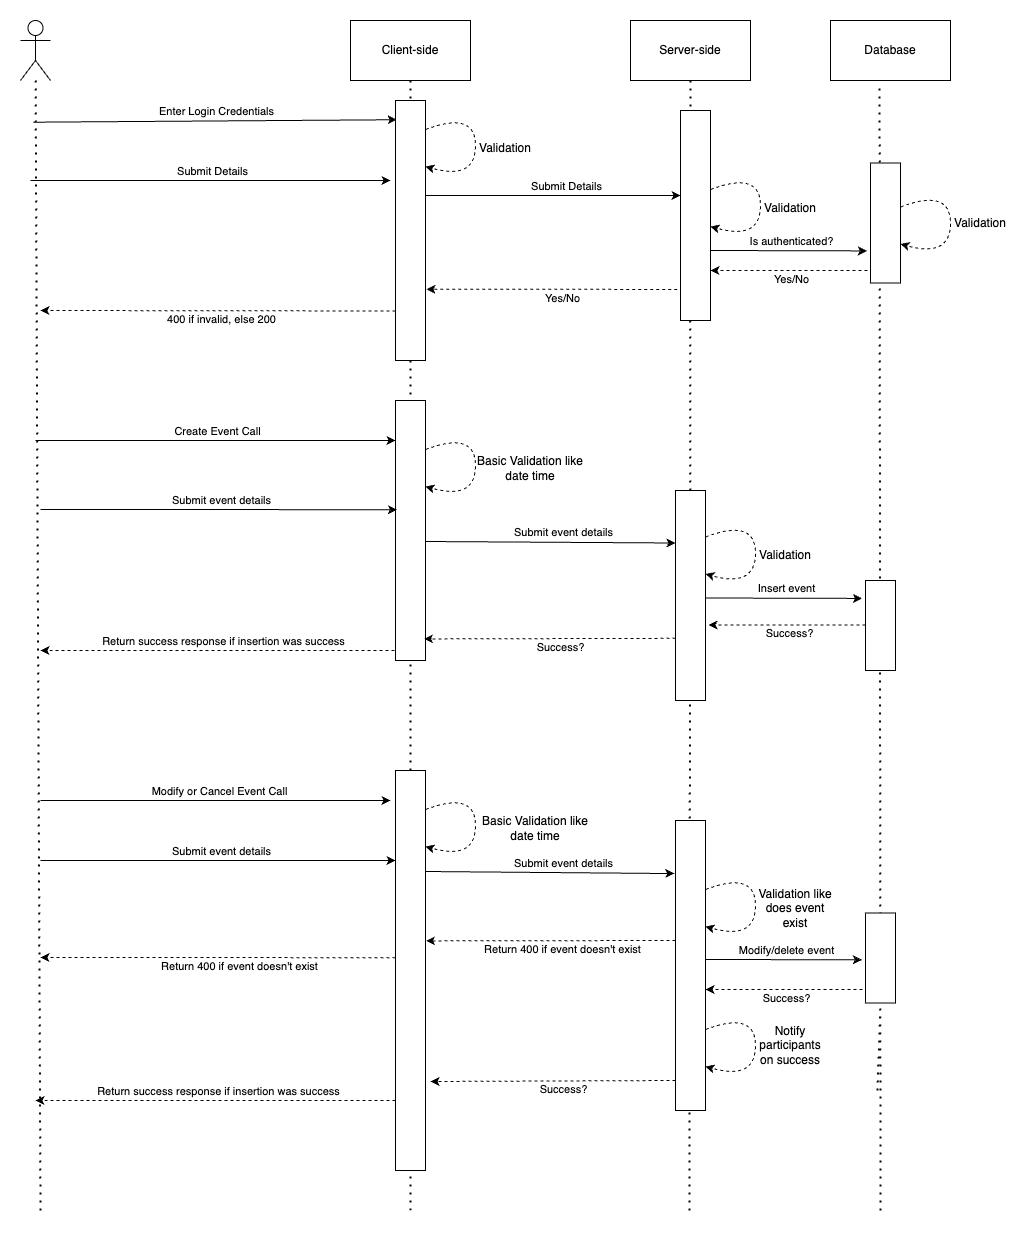 Client-side
Server-side
Database
Enter Login Credentials
Validation
Submit Details
Submit Details
Validation
Validation
Is authenticated?
Yes/No
Yes/No
400 if invalid, else 200
Create Event Call
Basic Validation like
date time
Submit event details
Submit event details
Validation
Insert event
Success?
Return success response if insertion was success
Success?
Modify or Cancel Event Call
Basic Validation like
date time
Submit event details
Submit event details
Validation like
does event
exist
Return 400 if event doesn't exist
Modify/delete event
Return 400 if event doesn't exist
Success?
Notify
participants
on success
Success?
Return success response if insertion was success